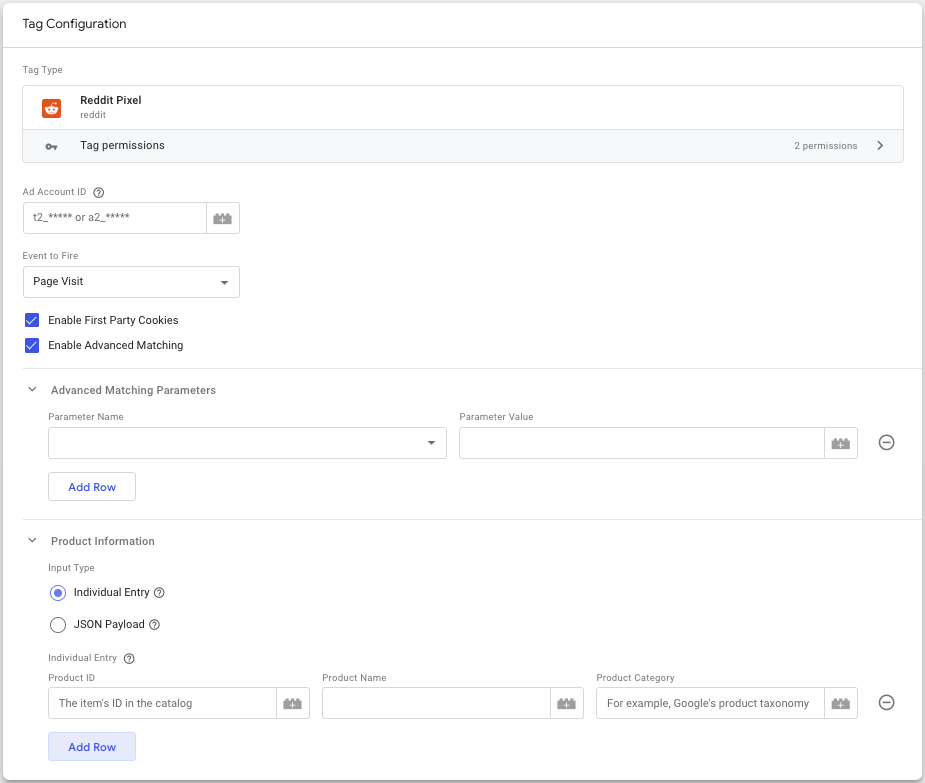 Tag Configuration
Tag Type
Reddit Pixel
reddit
Tag permissions 2 permissions
Ad Account ID
t2_***** or a2_*****
Event to Fire
Page Visit
Enable First Party Cookies
Enable Advanced Matching
Advanced Matching Parameters
Parameter Name Parameter Value
Add Row
Product Information
Input Type
Individual Entry
JSON Payload
Individual Entry
Product ID Product Name Product Category
The item's ID in the catalog For example, Google's product taxonomy
Add Row